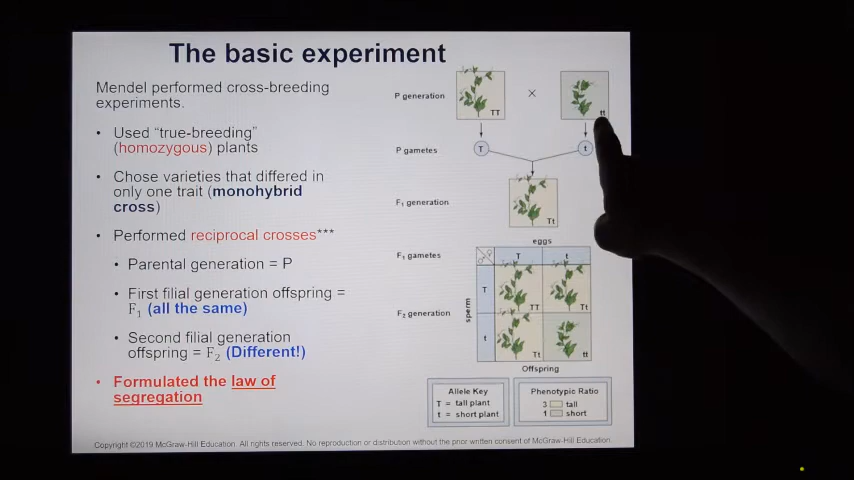 The basic experiment
Mendel performed cross-breeding
experiments.
• Used "true-breeding"
(homozygous) plants
• Chose varieties that differed in
only one trait (monohybrid
cross)
• Performed reciprocal crosses***
• Parental generation = P
• First filial generation offspring =
F₁ (all the same)
• Second filial generation
offspring = F₂ (Different!)
• Formulated the law of
segregation
P generation
TT
×
tt
P gametes
T
t
F₁ generation
Tt
eggs
F₁ gametes
T
t
F₂ generation
sperm
T
TT
Tt
t
Tt
tt
Offspring
Allele Key
T = tall plant
t = short plant
Phenotypic Ratio
3 tall
1 short
Copyright ©2019 McGraw-Hill Education. All rights reserved. No reproduction or distribution without the prior written consent of McGraw-Hill Education.